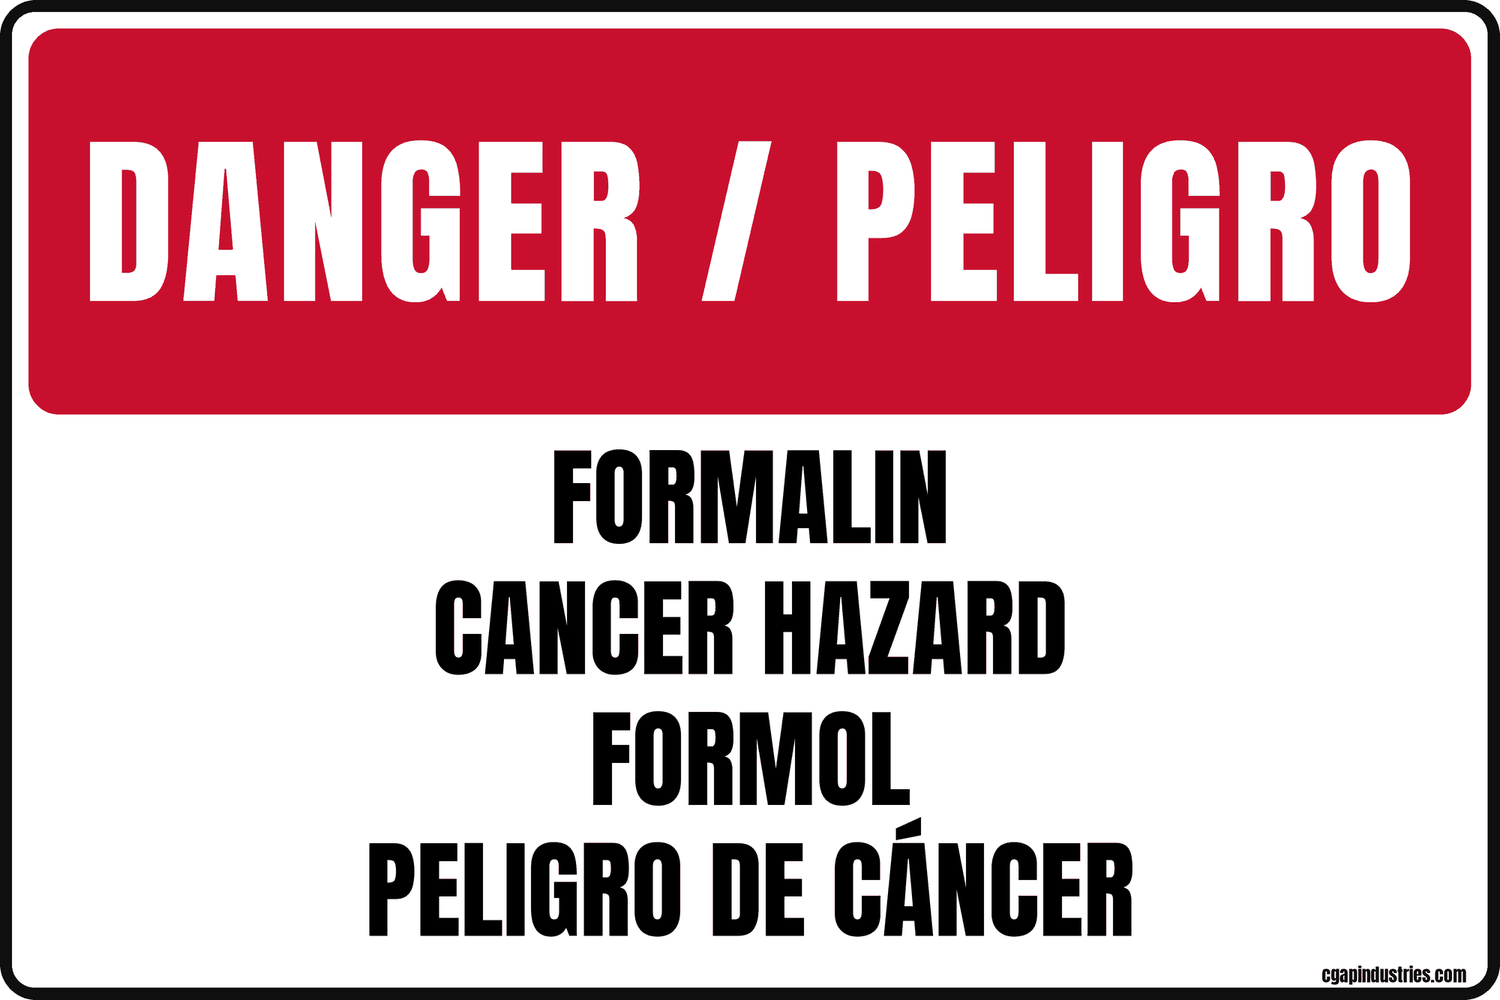 DANGER / PELIGRO
FORMALIN
CANCER HAZARD
FORMOL
PELIGRO DE CÁNCER
cgapindustries.com